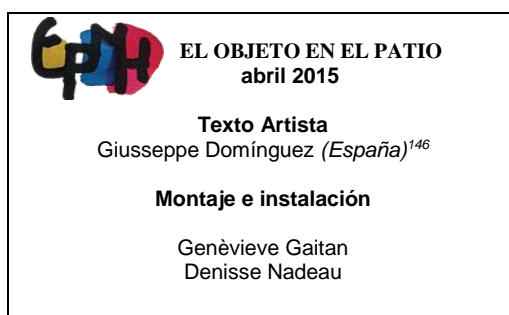 EPNH
EL OBJETO EN EL PATIO
abril 2015
Texto Artista
Giusseppe Domínguez (España)146
Montaje e instalación
Genèvieve Gaitan
Denisse Nadeau